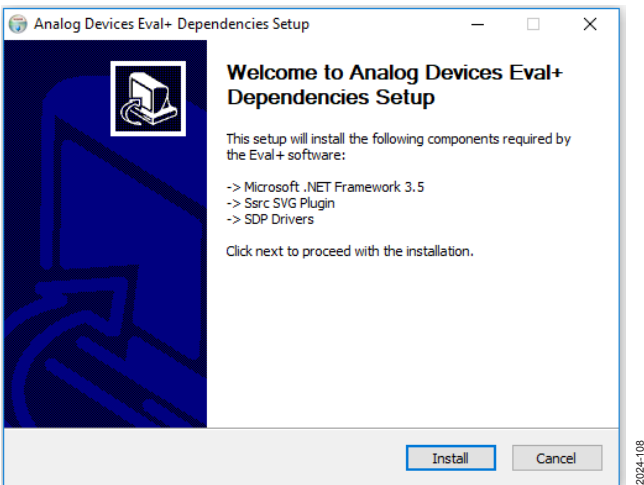 Analog Devices Eval+ Dependencies Setup
Welcome to Analog Devices Eval+
Dependencies Setup
This setup will install the following components required by
the Eval+ software:
-> Microsoft .NET Framework 3.5
-> Ssrc SVG Plugin
-> SDP Drivers
Click next to proceed with the installation.
Install
Cancel
2024-108